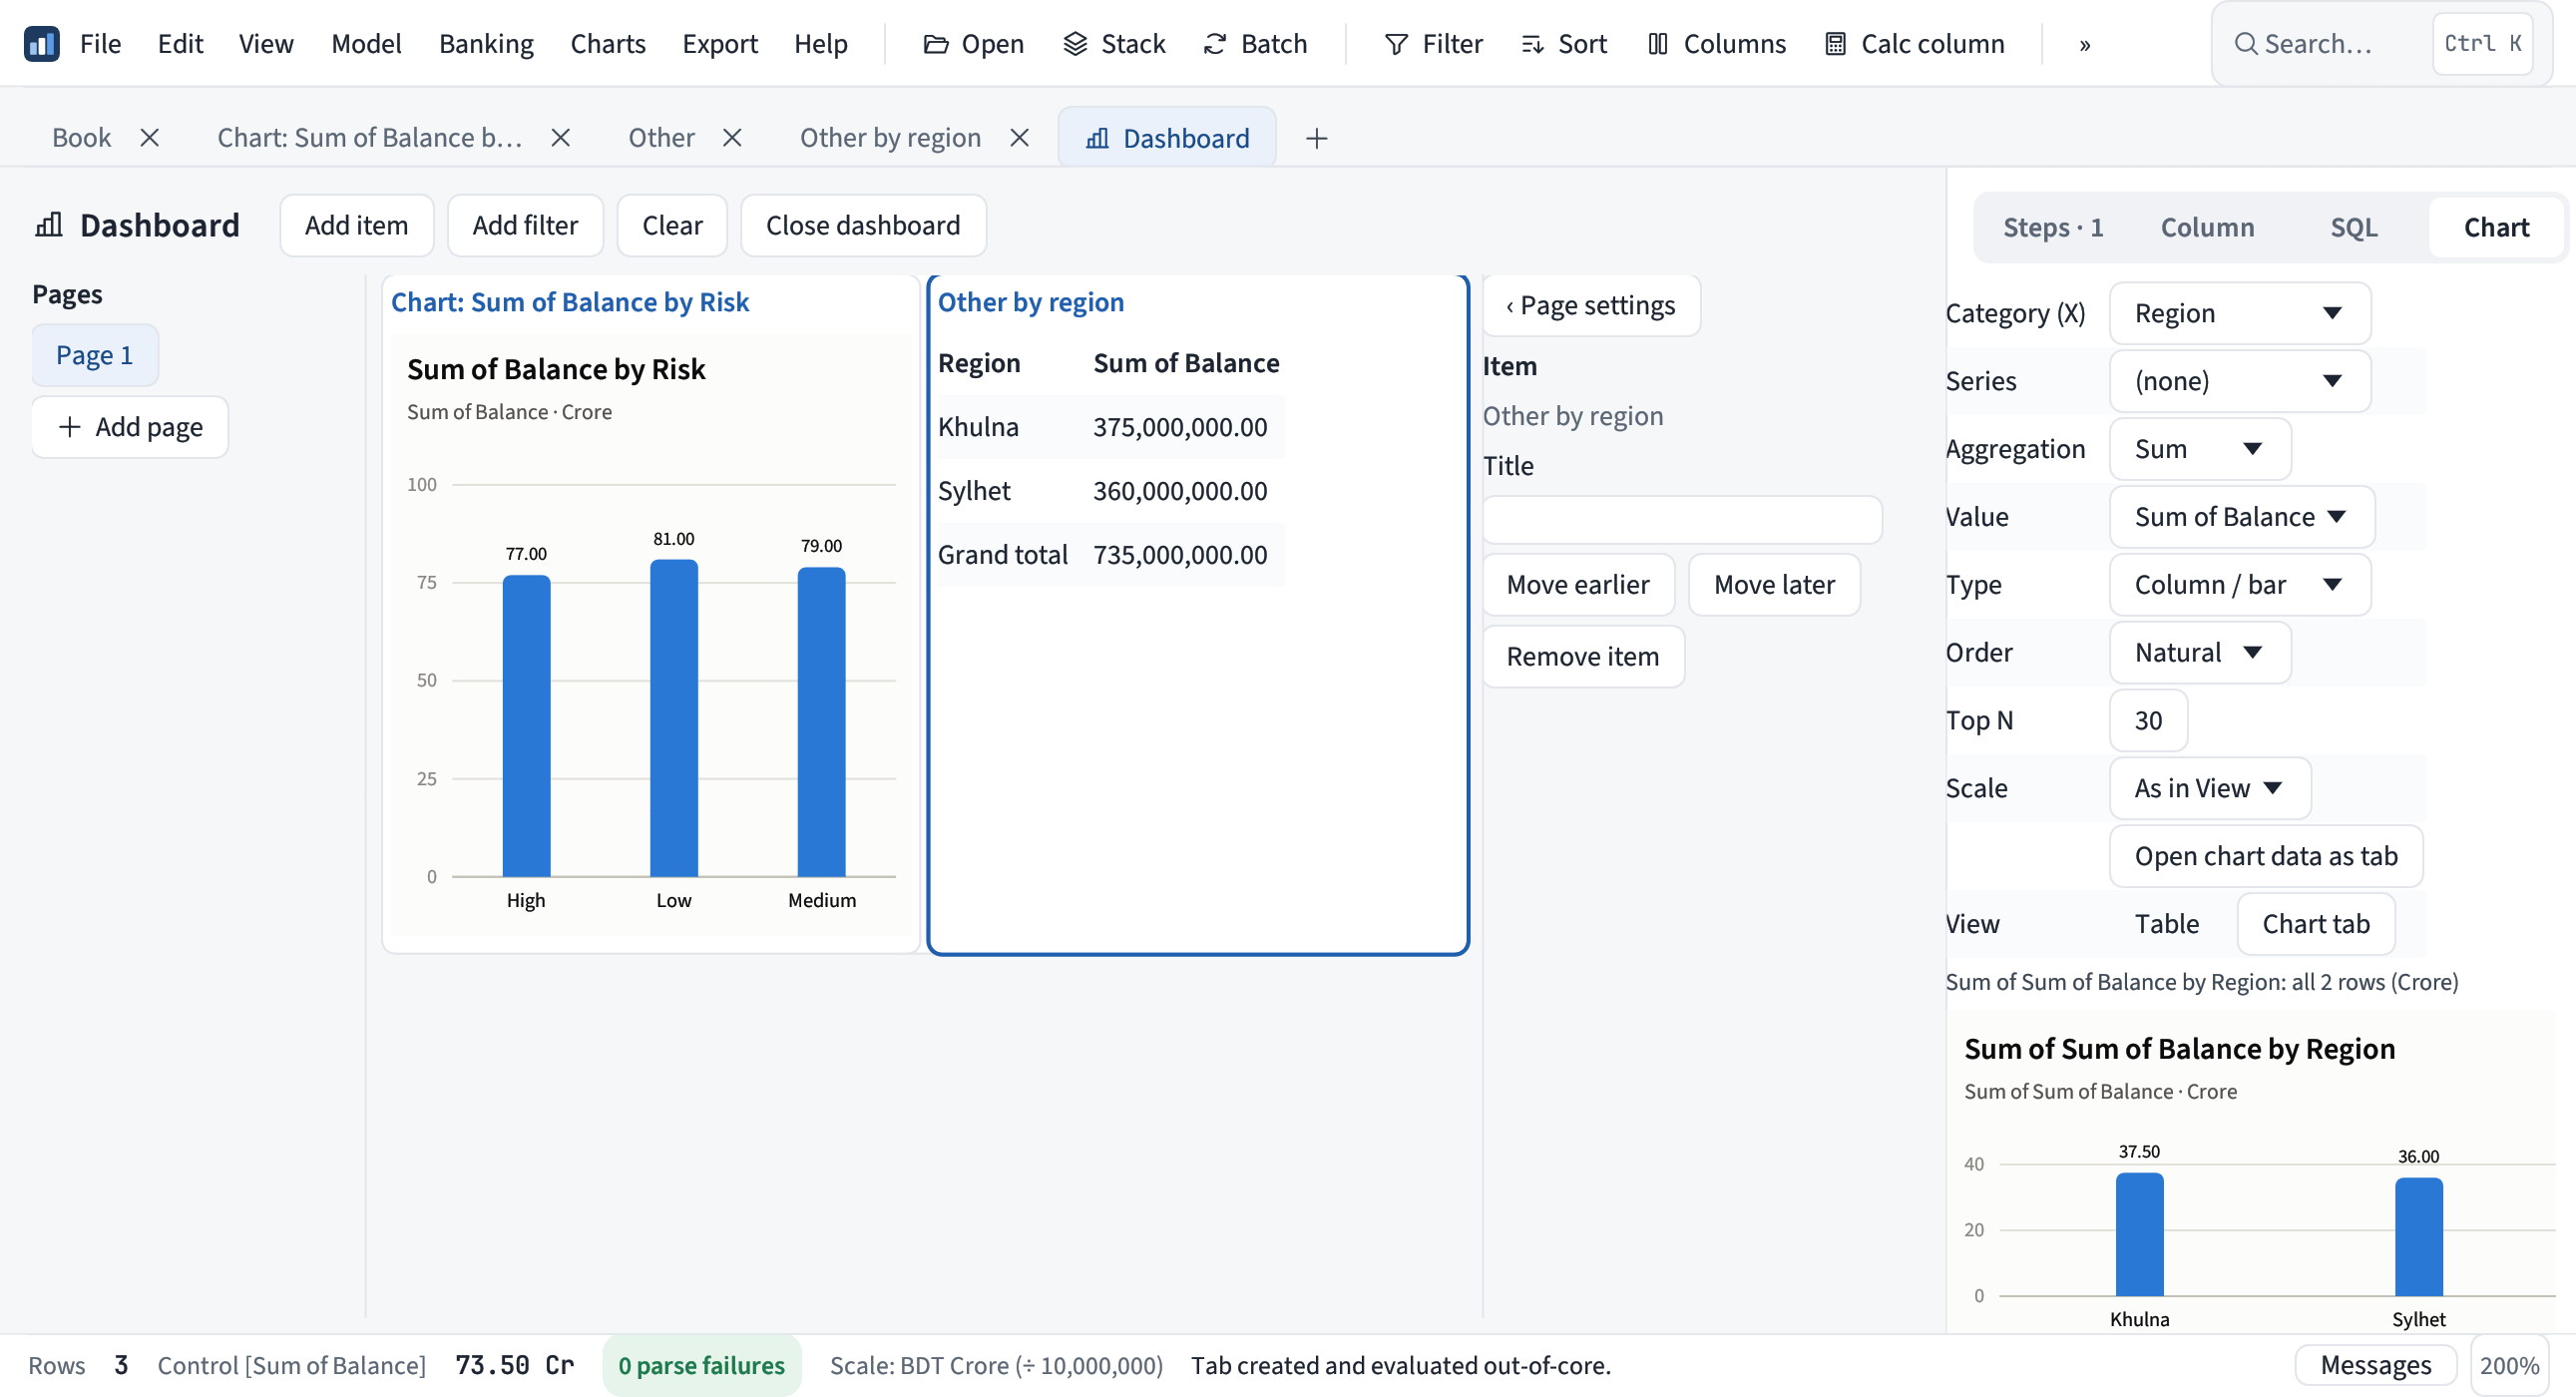 File Edit View Model Banking Charts Export Help Open Stack Batch Filter Sort Columns Calc column » Search… Ctrl K
Book Chart: Sum of Balance b… Other Other by region Dashboard
Dashboard Add item Add filter Clear Close dashboard
Pages
Page 1
Add page
Chart: Sum of Balance by Risk
Sum of Balance by Risk
Sum of Balance · Crore
100
75
50
25
0
77.00
81.00
79.00
High Low Medium
Other by region
Region Sum of Balance
Khulna 375,000,000.00
Sylhet 360,000,000.00
Grand total 735,000,000.00
‹ Page settings
Item
Other by region
Title
Move earlier Move later
Remove item
Steps · 1 Column SQL Chart
Category (X) Region
Series (none)
Aggregation Sum
Value Sum of Balance
Type Column / bar
Order Natural
Top N 30
Scale As in View
Open chart data as tab
View Table Chart tab
Sum of Sum of Balance by Region: all 2 rows (Crore)
Sum of Sum of Balance by Region
Sum of Sum of Balance · Crore
40
20
0
37.50
36.00
Khulna Sylhet
Rows 3 Control [Sum of Balance] 73.50 Cr 0 parse failures Scale: BDT Crore (÷ 10,000,000) Tab created and evaluated out-of-core. Messages 200%